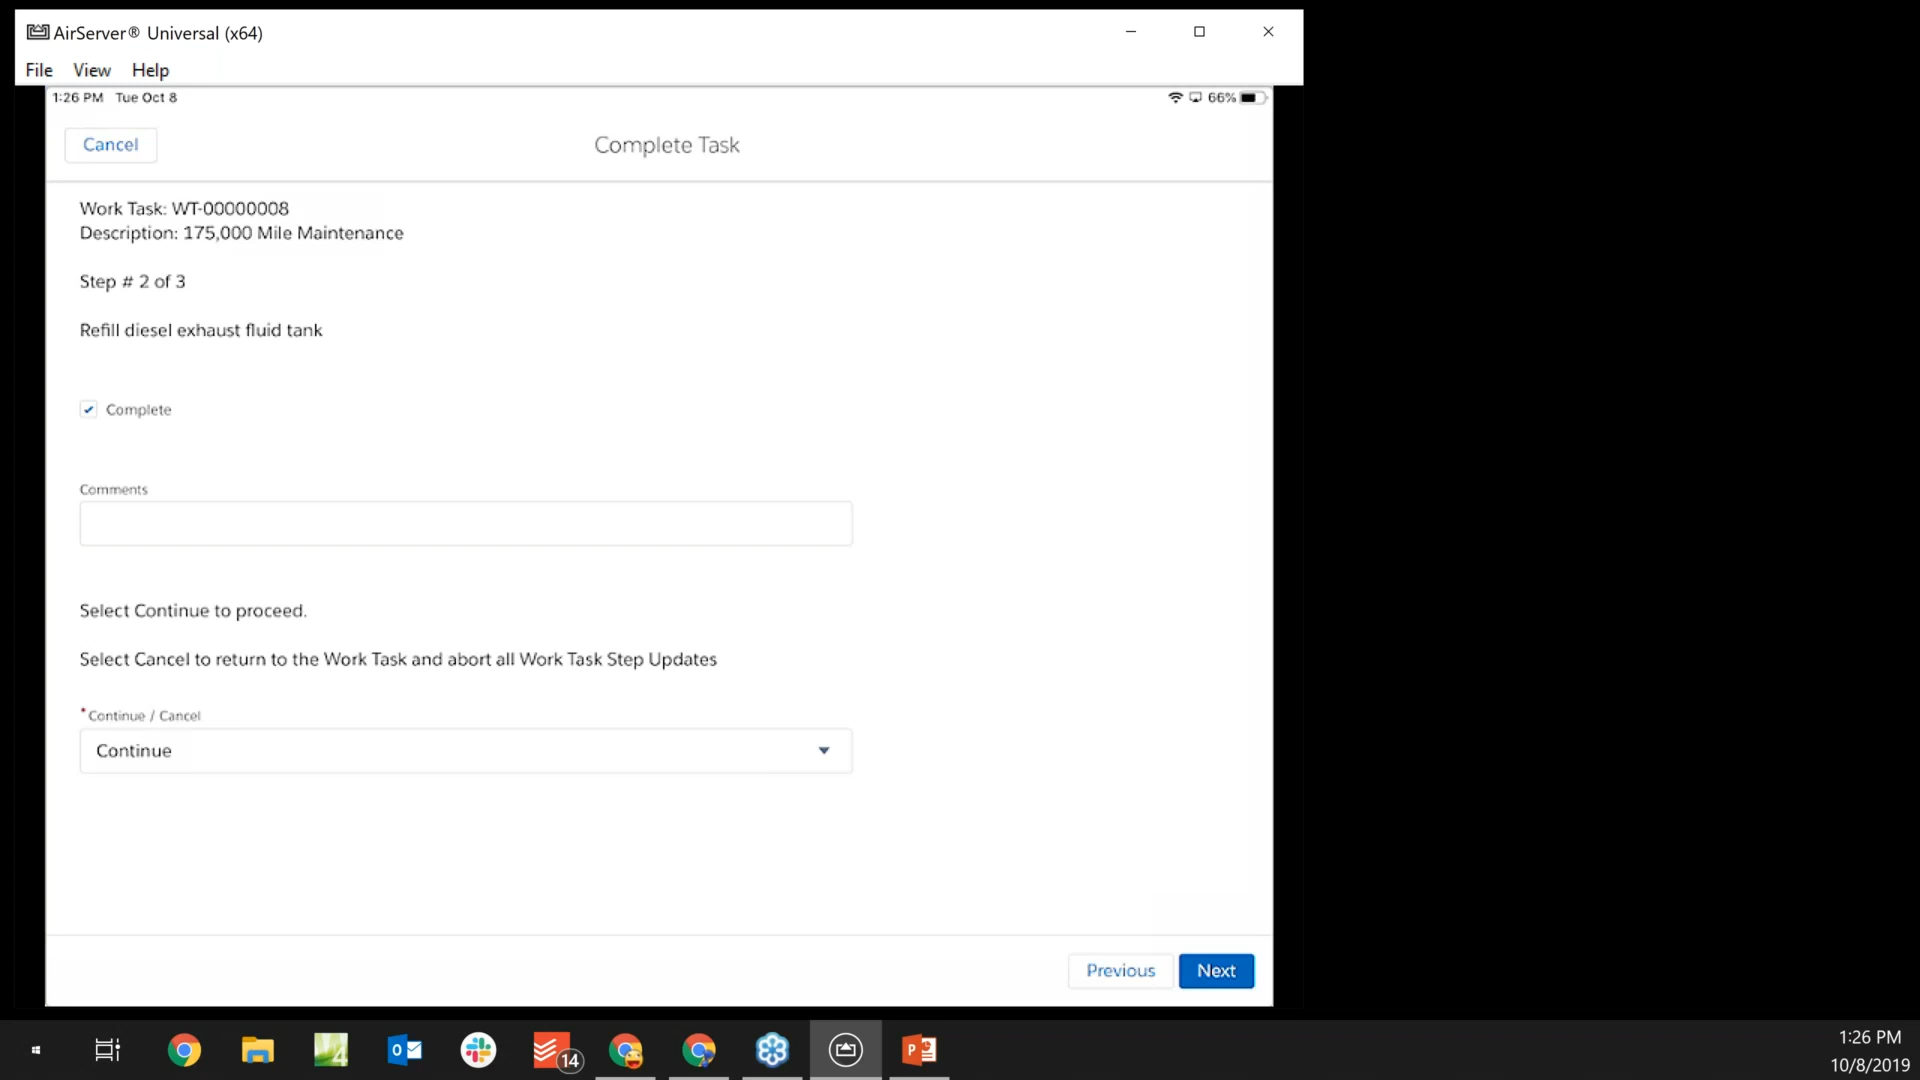 AirServer® Universal (x64)
File View Help
1:26 PM Tue Oct 8
66%
Cancel
Complete Task
Work Task: WT-00000008
Description: 175,000 Mile Maintenance
Step # 2 of 3
Refill diesel exhaust fluid tank
Complete
Comments
Select Continue to proceed.
Select Cancel to return to the Work Task and abort all Work Task Step Updates
*Continue / Cancel
Continue
Previous Next
4
14
1:26 PM
10/8/2019